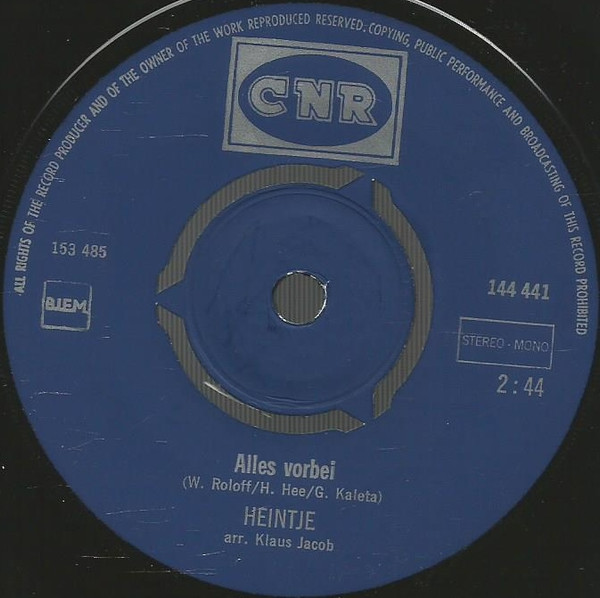 ALL RIGHTS OF THE RECORD PRODUCER AND OF THE OWNER OF THE WORK REPRODUCED RESERVED. COPYING, PUBLIC PERFORMANCE AND BROADCASTING OF THIS RECORD PROHIBITED
CNR
153 485
BIEM
144 441
STEREO - MONO
2 : 44
Alles vorbei
(W. Roloff/H. Hee/G. Kaleta)
HEINTJE
arr. Klaus Jacob